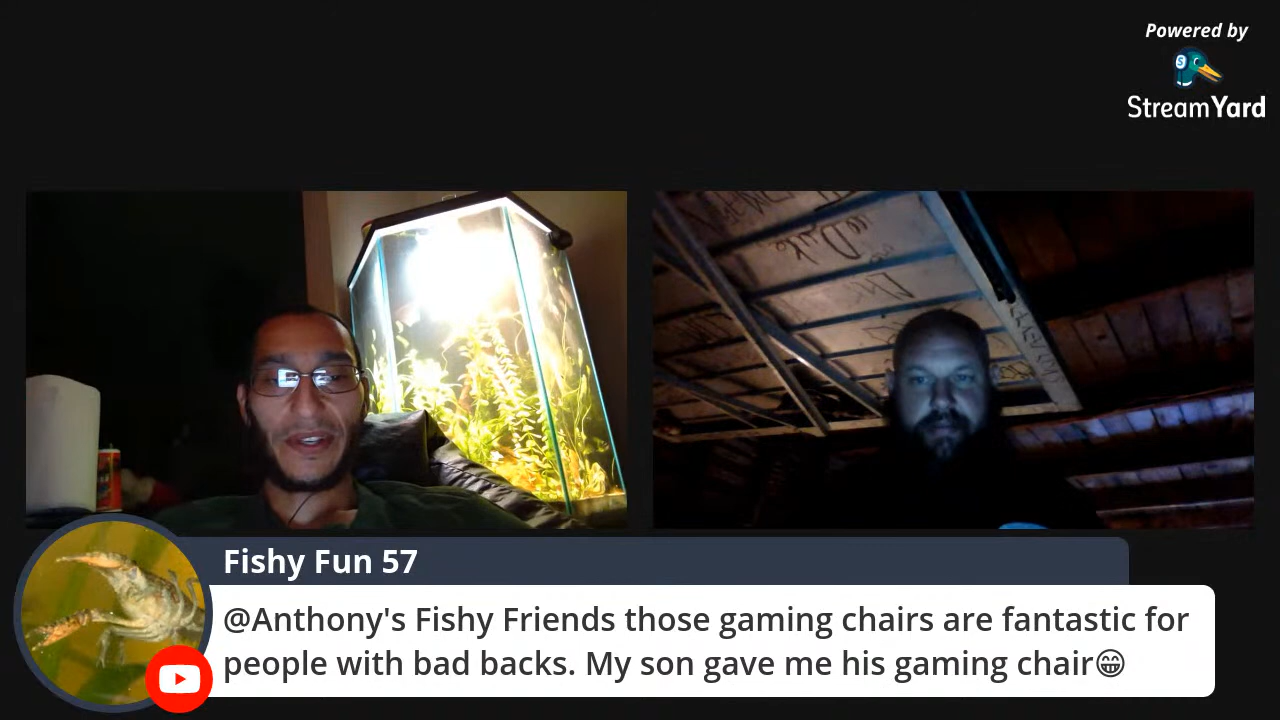 Powered by
StreamYard
Duke
Fishy Fun 57
@Anthony's Fishy Friends those gaming chairs are fantastic for
people with bad backs. My son gave me his gaming chair😁